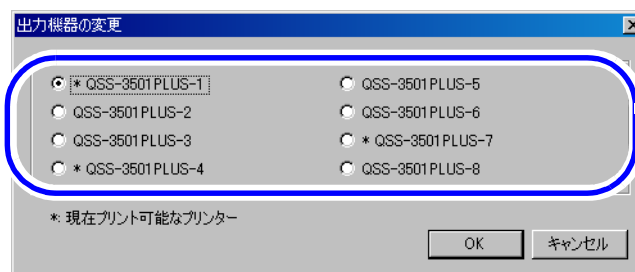 出力機器の変更
* QSS-3501PLUS-1
QSS-3501PLUS-5
QSS-3501PLUS-2
QSS-3501PLUS-6
QSS-3501PLUS-3
* QSS-3501PLUS-7
* QSS-3501PLUS-4
QSS-3501PLUS-8
*: 現在プリント可能なプリンター
OK
キャンセル